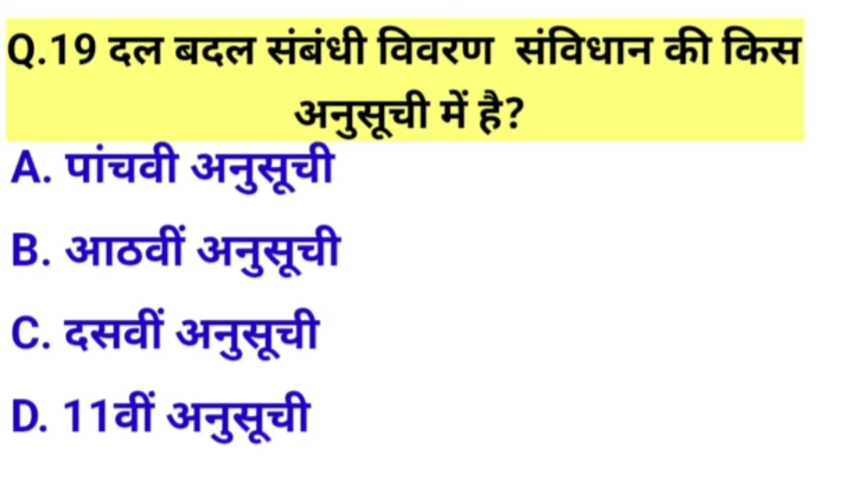 Q.19 दल बदल संबंधी विवरण संविधान की किस
अनुसूची में है?
A. पांचवी अनुसूची
B. आठवीं अनुसूची
C. दसवीं अनुसूची
D. 11वीं अनुसूची